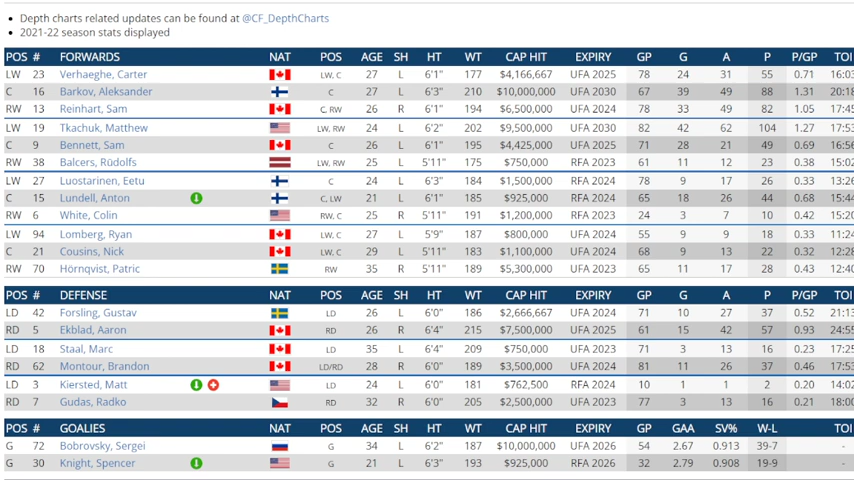 Depth charts related updates can be found at @CF_DepthCharts
2021-22 season stats displayed
POS # FORWARDS NAT POS AGE SH HT WT CAP HIT EXPIRY GP G A P P/GP TOI
LW 23 Verhaeghe, Carter LW, C 27 L 6'1" 177 $4,166,667 UFA 2025 78 24 31 55 0.71 16:03
C 16 Barkov, Aleksander C 27 L 6'3" 210 $10,000,000 UFA 2030 67 39 49 88 1.31 20:18
RW 13 Reinhart, Sam C, RW 26 R 6'1" 194 $6,500,000 UFA 2024 78 33 49 82 1.05 17:45
LW 19 Tkachuk, Matthew LW, RW 24 L 6'2" 202 $9,500,000 UFA 2030 82 42 62 104 1.27 17:53
C 9 Bennett, Sam C 26 L 6'1" 195 $4,425,000 UFA 2025 71 28 21 49 0.69 16:56
RW 38 Balcers, Rūdolfs LW, RW 25 L 5'11" 175 $750,000 RFA 2023 61 11 12 23 0.38 15:02
LW 27 Luostarinen, Eetu C 24 L 6'3" 184 $1,500,000 RFA 2024 78 9 17 26 0.33 13:26
C 15 Lundell, Anton C, LW 21 L 6'1" 185 $925,000 RFA 2024 65 18 26 44 0.68 15:44
RW 6 White, Colin RW, C 25 R 5'11" 191 $1,200,000 RFA 2023 24 3 7 10 0.42 15:20
LW 94 Lomberg, Ryan LW, C 27 L 5'9" 187 $800,000 UFA 2024 55 9 9 18 0.33 11:24
C 21 Cousins, Nick LW, C 29 L 5'11" 183 $1,100,000 UFA 2024 68 9 13 22 0.32 12:28
RW 70 Hörnqvist, Patric RW 35 R 5'11" 189 $5,300,000 UFA 2023 65 11 17 28 0.43 12:40
POS # DEFENSE NAT POS AGE SH HT WT CAP HIT EXPIRY GP G A P P/GP TOI
LD 42 Forsling, Gustav LD 26 L 6'0" 186 $2,666,667 UFA 2024 71 10 27 37 0.52 21:13
RD 5 Ekblad, Aaron RD 26 R 6'4" 215 $7,500,000 UFA 2025 61 15 42 57 0.93 24:55
LD 18 Staal, Marc LD 35 L 6'4" 209 $750,000 UFA 2023 71 3 13 16 0.23 17:25
RD 62 Montour, Brandon LD/RD 28 R 6'0" 189 $3,500,000 UFA 2024 81 11 26 37 0.46 17:53
LD 3 Kiersted, Matt LD 24 L 6'0" 181 $762,500 RFA 2024 10 1 1 2 0.20 14:02
RD 7 Gudas, Radko RD 32 R 6'0" 205 $2,500,000 UFA 2023 77 3 13 16 0.21 18:00
POS # GOALIES NAT POS AGE SH HT WT CAP HIT EXPIRY GP GAA SV% W-L TOI
G 72 Bobrovsky, Sergei G 34 L 6'2" 187 $10,000,000 UFA 2026 54 2.67 0.913 39-7 -
G 30 Knight, Spencer G 21 L 6'3" 193 $925,000 RFA 2026 32 2.79 0.908 19-9 -